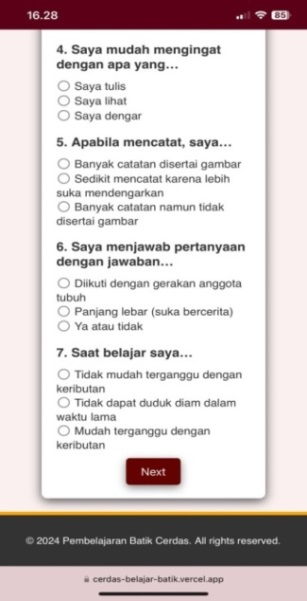 16.28
85
4. Saya mudah mengingat
dengan apa yang...
Saya tulis
Saya lihat
Saya dengar
5. Apabila mencatat, saya...
Banyak catatan disertai gambar
Sedikit mencatat karena lebih
suka mendengarkan
Banyak catatan namun tidak
disertai gambar
6. Saya menjawab pertanyaan
dengan jawaban...
Diikuti dengan gerakan anggota
tubuh
Panjang lebar (suka bercerita)
Ya atau tidak
7. Saat belajar saya...
Tidak mudah terganggu dengan
keributan
Tidak dapat duduk diam dalam
waktu lama
Mudah terganggu dengan
keributan
Next
© 2024 Pembelajaran Batik Cerdas. All rights reserved.
cerdas-belajar-batik.vercel.app